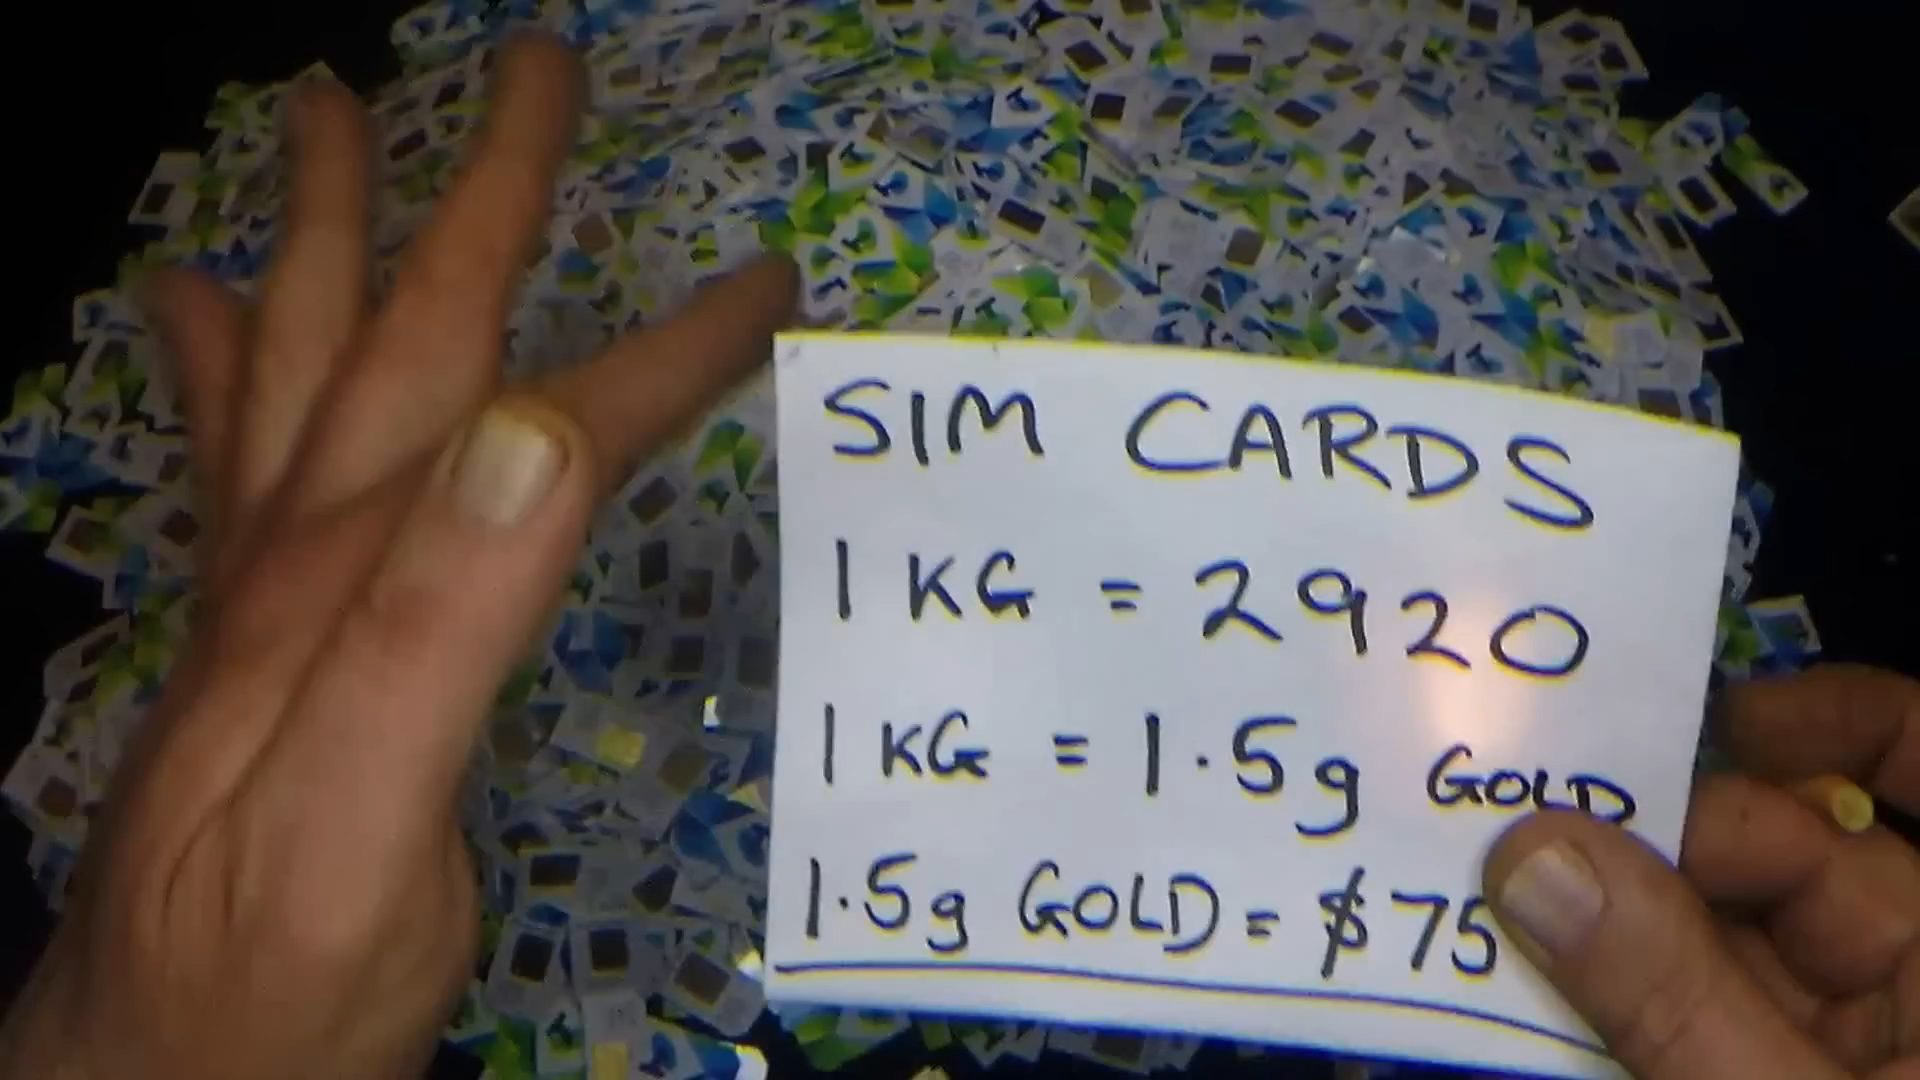 SIM CARDS
1 KG = 2920
1 KG = 1.5g GOLD
1.5g GOLD = $75